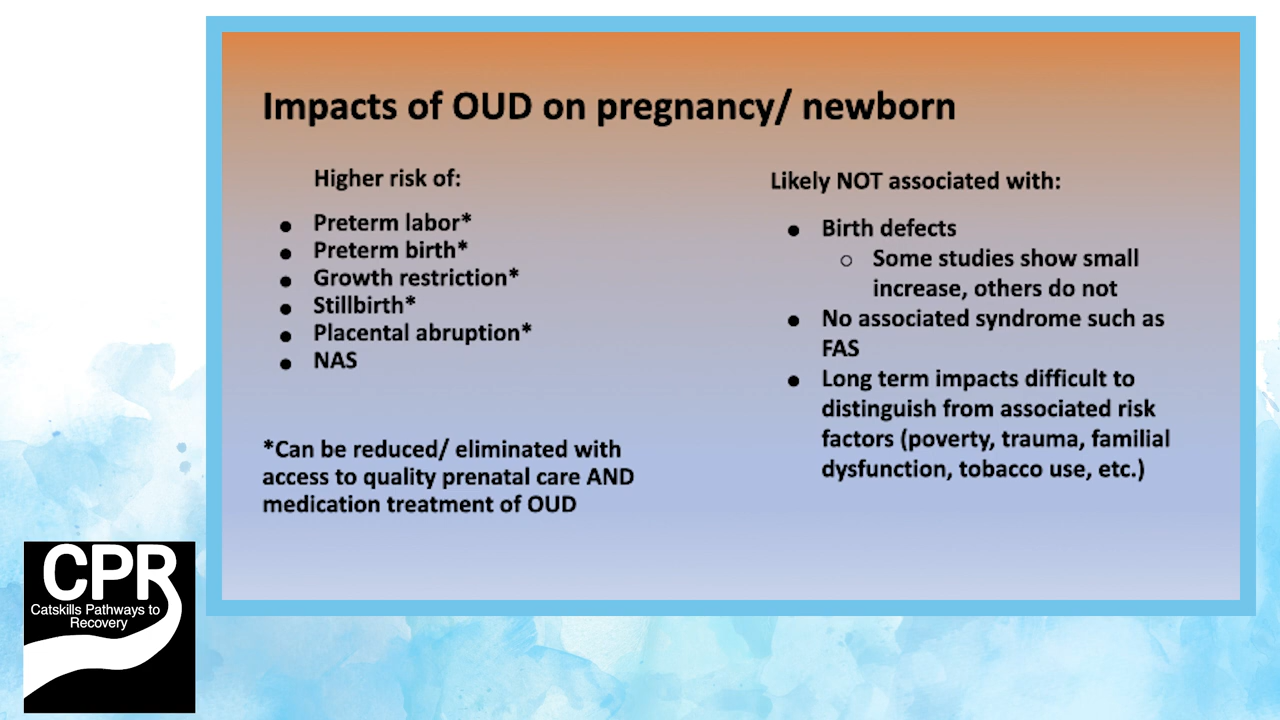 Impacts of OUD on pregnancy/ newborn
Higher risk of:
● Preterm labor*
● Preterm birth*
● Growth restriction*
● Stillbirth*
● Placental abruption*
● NAS
*Can be reduced/ eliminated with
access to quality prenatal care AND
medication treatment of OUD
Likely NOT associated with:
● Birth defects
○ Some studies show small
increase, others do not
● No associated syndrome such as
FAS
● Long term impacts difficult to
distinguish from associated risk
factors (poverty, trauma, familial
dysfunction, tobacco use, etc.)
CPR
Catskills Pathways to
Recovery